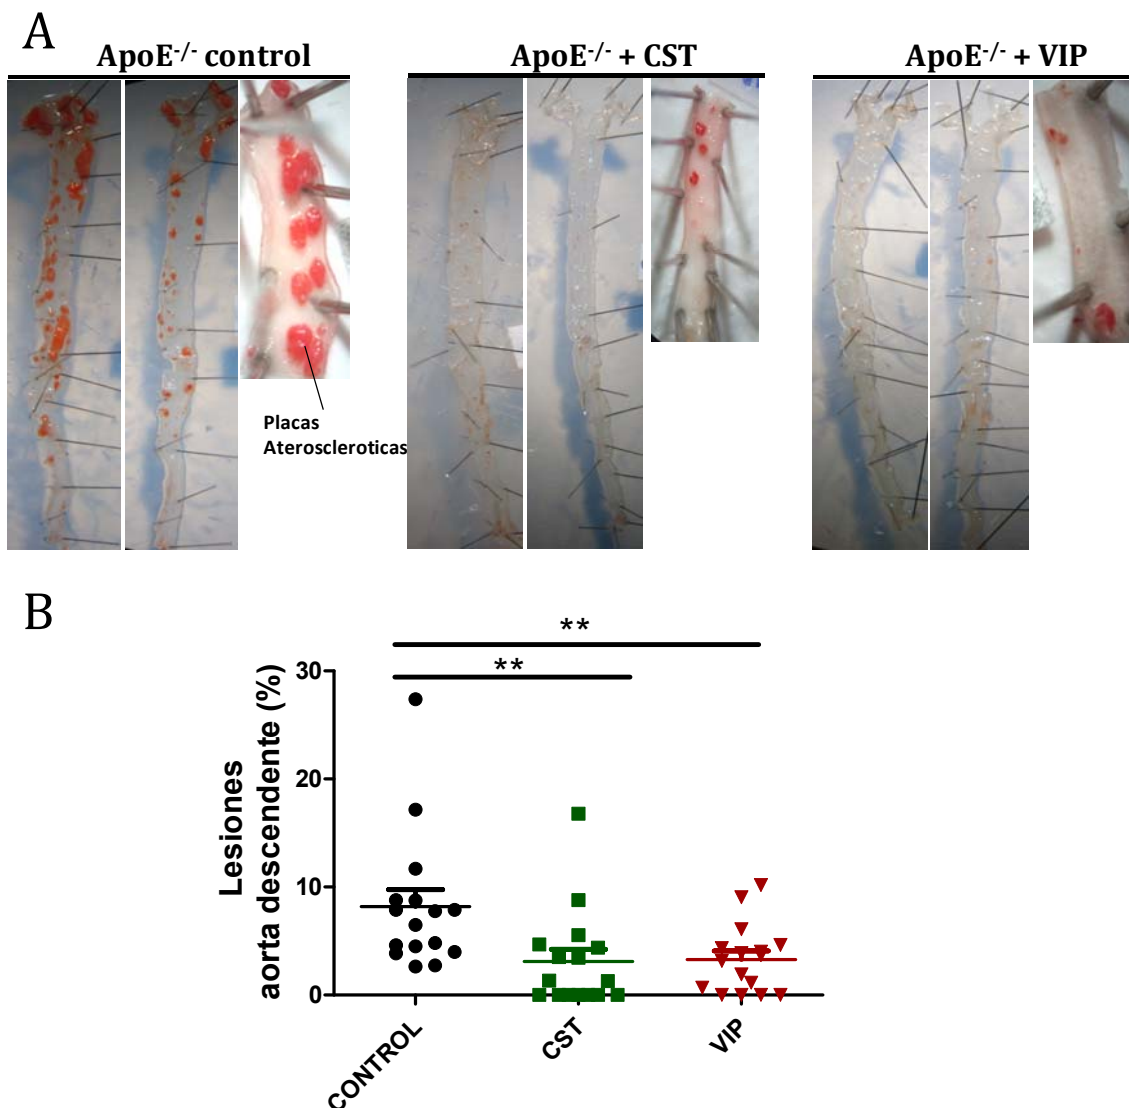 A
ApoE-/- control
ApoE-/- + CST
ApoE-/- + VIP
Placas
Ateroscleroticas
B
**
**
Lesiones
aorta descendente (%)
30
20
10
0
CONTROL
CST
VIP